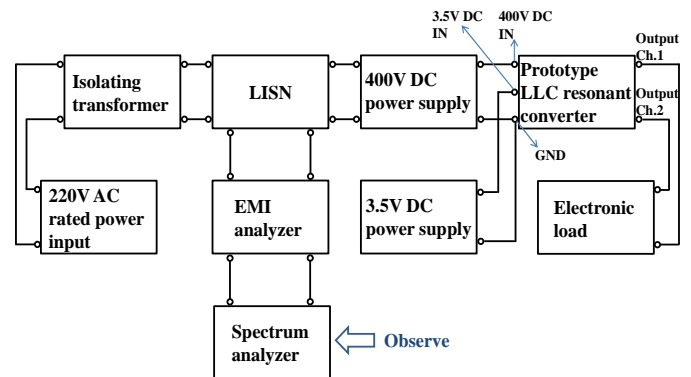 3.5V DC
IN
400V DC
IN
Output
Ch.1
Isolating
transformer
LISN
400V DC
power supply
Prototype
LLC resonant
converter
Output
Ch.2
GND
220V AC
rated power
input
EMI
analyzer
3.5V DC
power supply
Electronic
load
Spectrum
analyzer
Observe